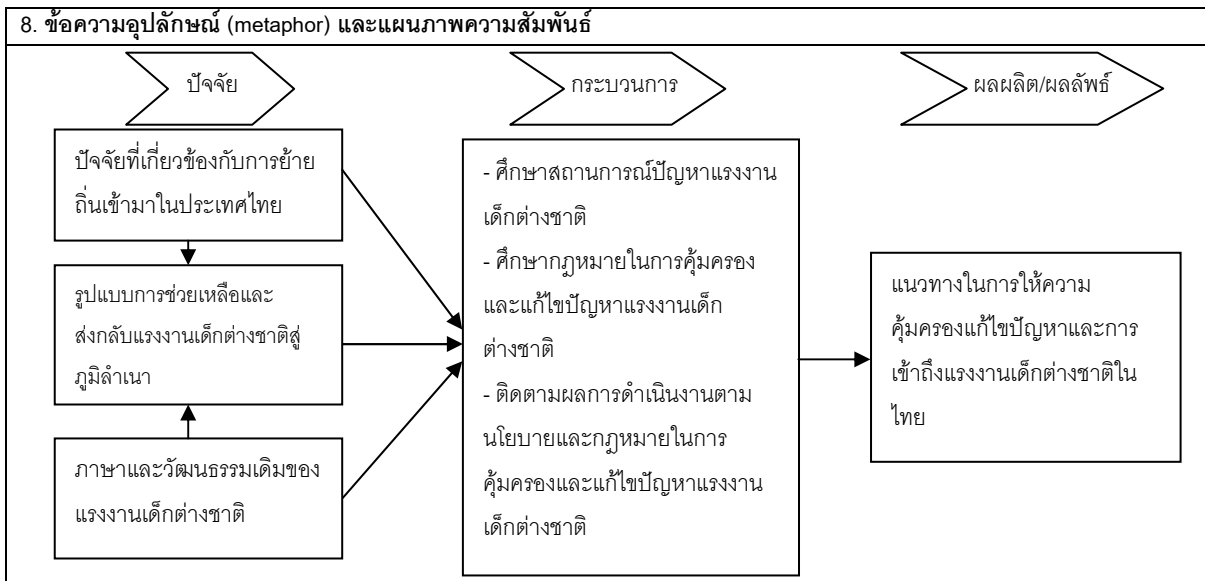 8. ข้อความอุปลักษณ์ (metaphor) และแผนภาพความสัมพันธ์
ปัจจัย
กระบวนการ
ผลผลิต/ผลลัพธ์
ปัจจัยที่เกี่ยวข้องกับการย้าย
ถิ่นเข้ามาในประเทศไทย
รูปแบบการช่วยเหลือและ
ส่งกลับแรงงานเด็กต่างชาติสู่
ภูมิลำเนา
ภาษาและวัฒนธรรมเดิมของ
แรงงานเด็กต่างชาติ
- ศึกษาสถานการณ์ปัญหาแรงงาน
เด็กต่างชาติ
- ศึกษากฎหมายในการคุ้มครอง
และแก้ไขปัญหาแรงงานเด็ก
ต่างชาติ
- ติดตามผลการดำเนินงานตาม
นโยบายและกฎหมายในการ
คุ้มครองและแก้ไขปัญหาแรงงาน
เด็กต่างชาติ
แนวทางในการให้ความ
คุ้มครองแก้ไขปัญหาและการ
เข้าถึงแรงงานเด็กต่างชาติใน
ไทย